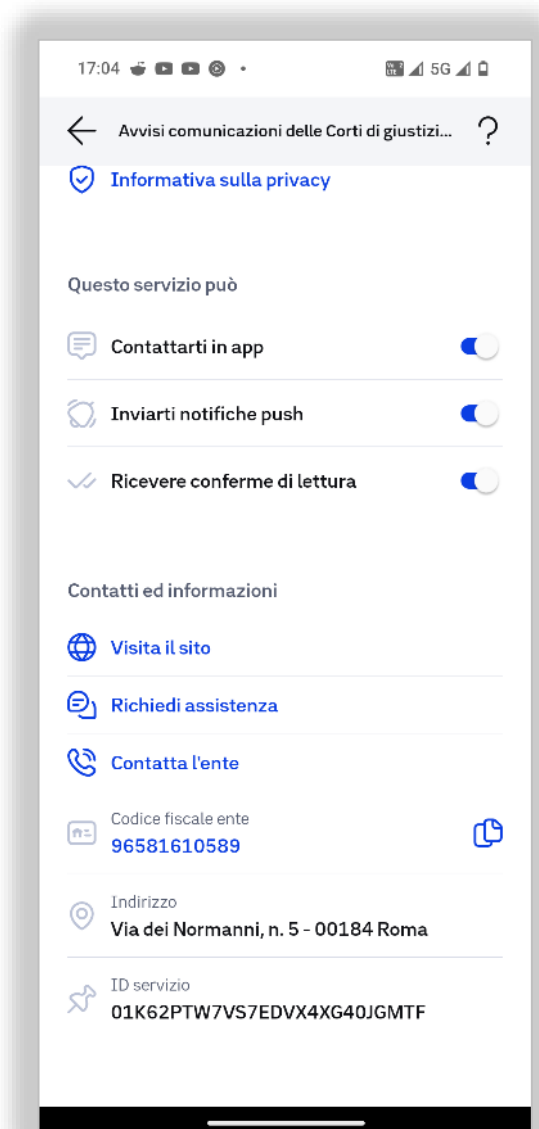 17:04
Vo LTE 5G
Avvisi comunicazioni delle Corti di giustizi...
Informativa sulla privacy
Questo servizio può
Contattarti in app
Inviarti notifiche push
Ricevere conferme di lettura
Contatti ed informazioni
Visita il sito
Richiedi assistenza
Contatta l'ente
Codice fiscale ente
96581610589
Indirizzo
Via dei Normanni, n. 5 - 00184 Roma
ID servizio
01K62PTW7VS7EDVX4XG40JGMTF